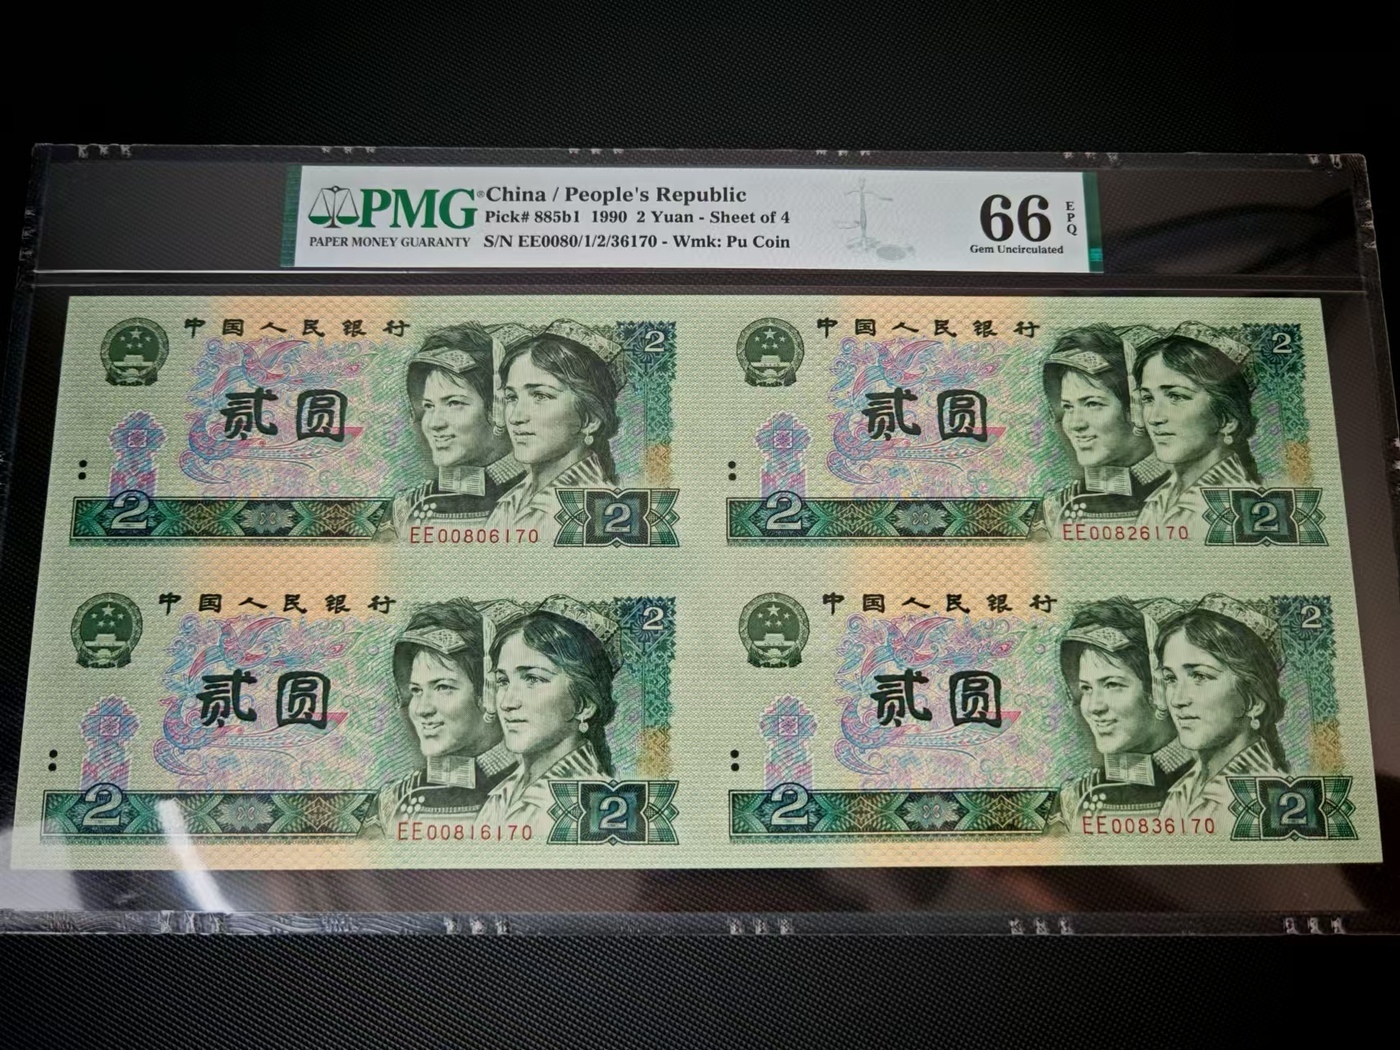 PMG® China / People's Republic
PAPER MONEY GUARANTY
Pick# 885b1 1990 2 Yuan - Sheet of 4
S/N EE0080/1/2/36170 - Wmk: Pu Coin
66 EPQ
Gem Uncirculated
中国人民银行
2
贰圆
2
EE00806170
2
中国人民银行
2
贰圆
2
EE00826170
2
中国人民银行
2
贰圆
2
EE00816170
2
中国人民银行
2
贰圆
2
EE00836170
2